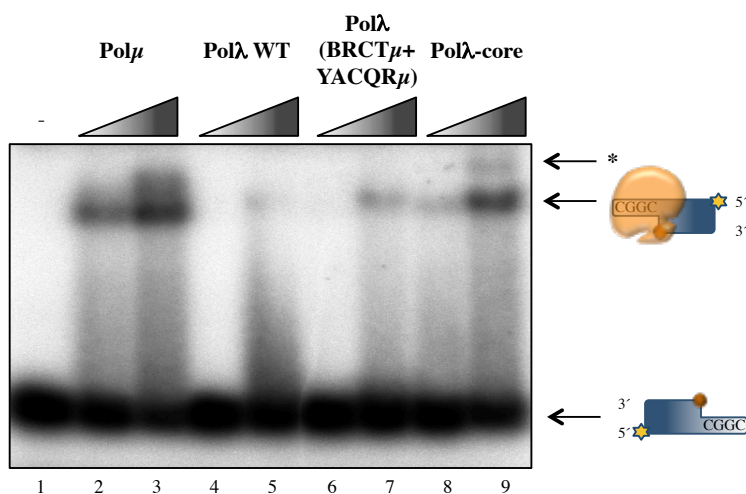 Polμ
Polλ WT
Polλ
(BRCTμ+
YACQRμ)
Polλ-core
-
*
CGGC
5´
3´
3´
5´
CGGC
1 2 3 4 5 6 7 8 9